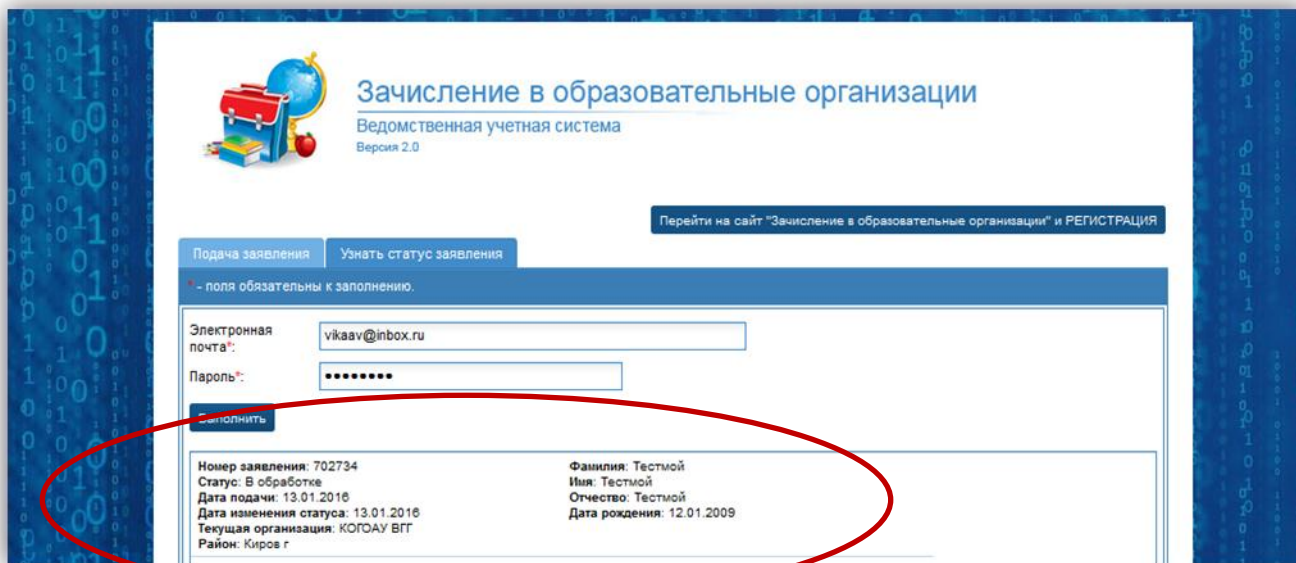 Зачисление в образовательные организации
Ведомственная учетная система
Версия 2.0
Перейти на сайт "Зачисление в образовательные организации" и РЕГИСТРАЦИЯ
Подача заявления Узнать статус заявления
* - поля обязательны к заполнению.
Электронная
почта*:
vikaav@inbox.ru
Пароль*:
••••••••
Выполнить
Номер заявления: 702734
Статус: В обработке
Дата подачи: 13.01.2016
Дата изменения статуса: 13.01.2016
Текущая организация: КОГОАУ ВГГ
Район: Киров г
Фамилия: Тестмой
Имя: Тестмой
Отчество: Тестмой
Дата рождения: 12.01.2009